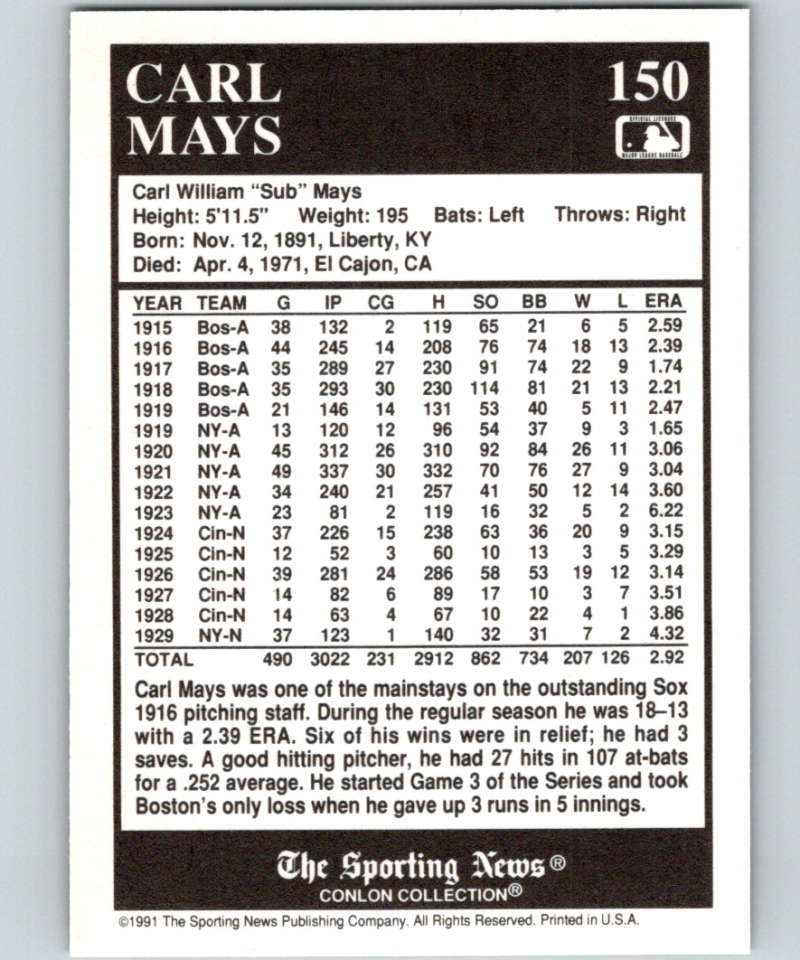 CARL 150
MAYS
OFFICIAL LICENSEE
MAJOR LEAGUE BASEBALL
Carl William “Sub” Mays
Height: 5'11.5” Weight: 195 Bats: Left Throws: Right
Born: Nov. 12, 1891, Liberty, KY
Died: Apr. 4, 1971, El Cajon, CA
YEAR TEAM G IP CG H SO BB W L ERA
1915 Bos-A 38 132 2 119 65 21 6 5 2.59
1916 Bos-A 44 245 14 208 76 74 18 13 2.39
1917 Bos-A 35 289 27 230 91 74 22 9 1.74
1918 Bos-A 35 293 30 230 114 81 21 13 2.21
1919 Bos-A 21 146 14 131 53 40 5 11 2.47
1919 NY-A 13 120 12 96 54 37 9 3 1.65
1920 NY-A 45 312 26 310 92 84 26 11 3.06
1921 NY-A 49 337 30 332 70 76 27 9 3.04
1922 NY-A 34 240 21 257 41 50 12 14 3.60
1923 NY-A 23 81 2 119 16 32 5 2 6.22
1924 Cin-N 37 226 15 238 63 36 20 9 3.15
1925 Cin-N 12 52 3 60 10 13 3 5 3.29
1926 Cin-N 39 281 24 286 58 53 19 12 3.14
1927 Cin-N 14 82 6 89 17 10 3 7 3.51
1928 Cin-N 14 63 4 67 10 22 4 1 3.86
1929 NY-N 37 123 1 140 32 31 7 2 4.32
TOTAL 490 3022 231 2912 862 734 207 126 2.92
Carl Mays was one of the mainstays on the outstanding Sox
1916 pitching staff. During the regular season he was 18–13
with a 2.39 ERA. Six of his wins were in relief; he had 3
saves. A good hitting pitcher, he had 27 hits in 107 at-bats
for a .252 average. He started Game 3 of the Series and took
Boston's only loss when he gave up 3 runs in 5 innings.
The Sporting News®
CONLON COLLECTION®
©1991 The Sporting News Publishing Company. All Rights Reserved. Printed in U.S.A.